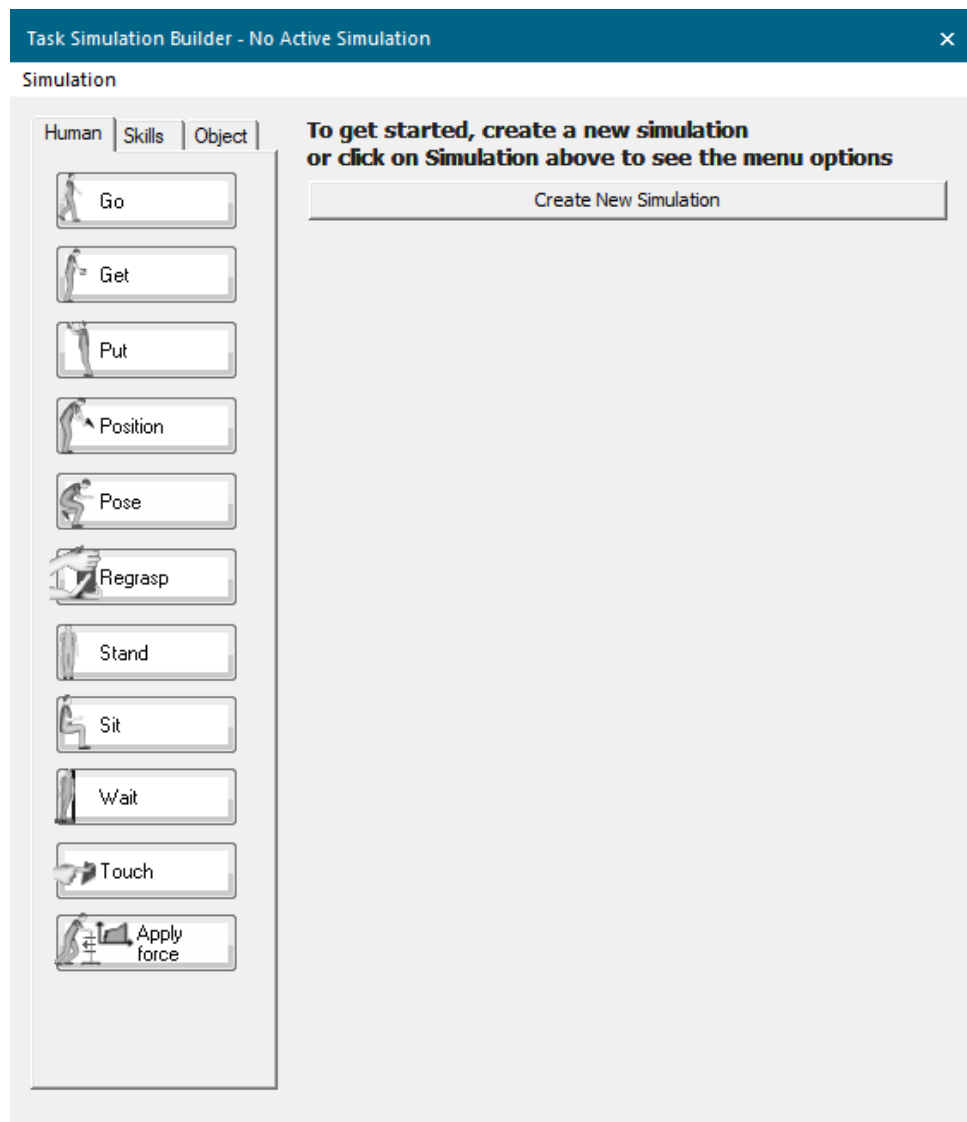 Task Simulation Builder - No Active Simulation
Simulation
Human Skills Object
To get started, create a new simulation
or click on Simulation above to see the menu options
Create New Simulation
Go
Get
Put
Position
Pose
Regrasp
Stand
Sit
Wait
Touch
Apply
force